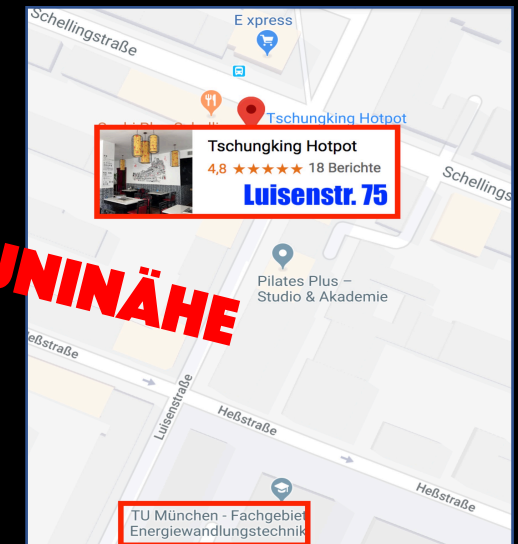 Schellingstraße
E xpress
Tschungking Hotpot
Tschungking Hotpot
4,8 ★★★★★ 18 Berichte
Luisenstr. 75
Schellings
Pilates Plus –
Studio & Akademie
UNINÄHE
eßstraße
Luisenstraße
Heßstraße
Heßstraße
TU München - Fachgebiet
Energiewandlungstechnik